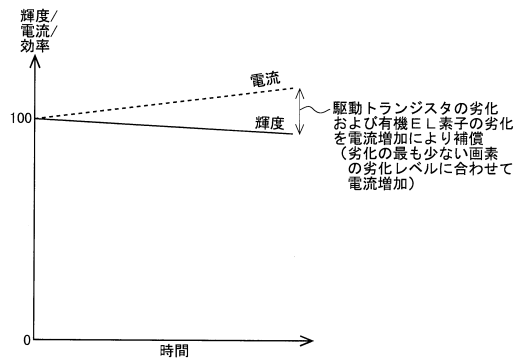 輝度/
電流/
効率
100
0
時間
電流
輝度
駆動トランジスタの劣化
および有機EL素子の劣化
を電流増加により補償
(劣化の最も少ない画素
の劣化レベルに合わせて
電流増加)